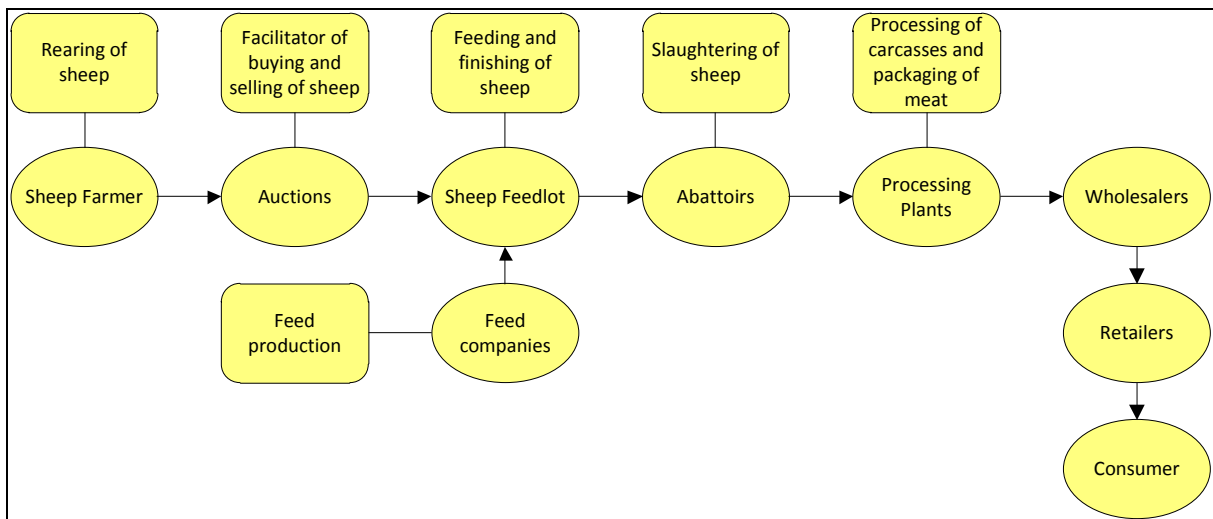 Rearing of
sheep
Facilitator of
buying and
selling of sheep
Feeding and
finishing of
sheep
Slaughtering of
sheep
Processing of
carcasses and
packaging of
meat
Sheep Farmer
Auctions
Sheep Feedlot
Abattoirs
Processing
Plants
Wholesalers
Feed
production
Feed
companies
Retailers
Consumer